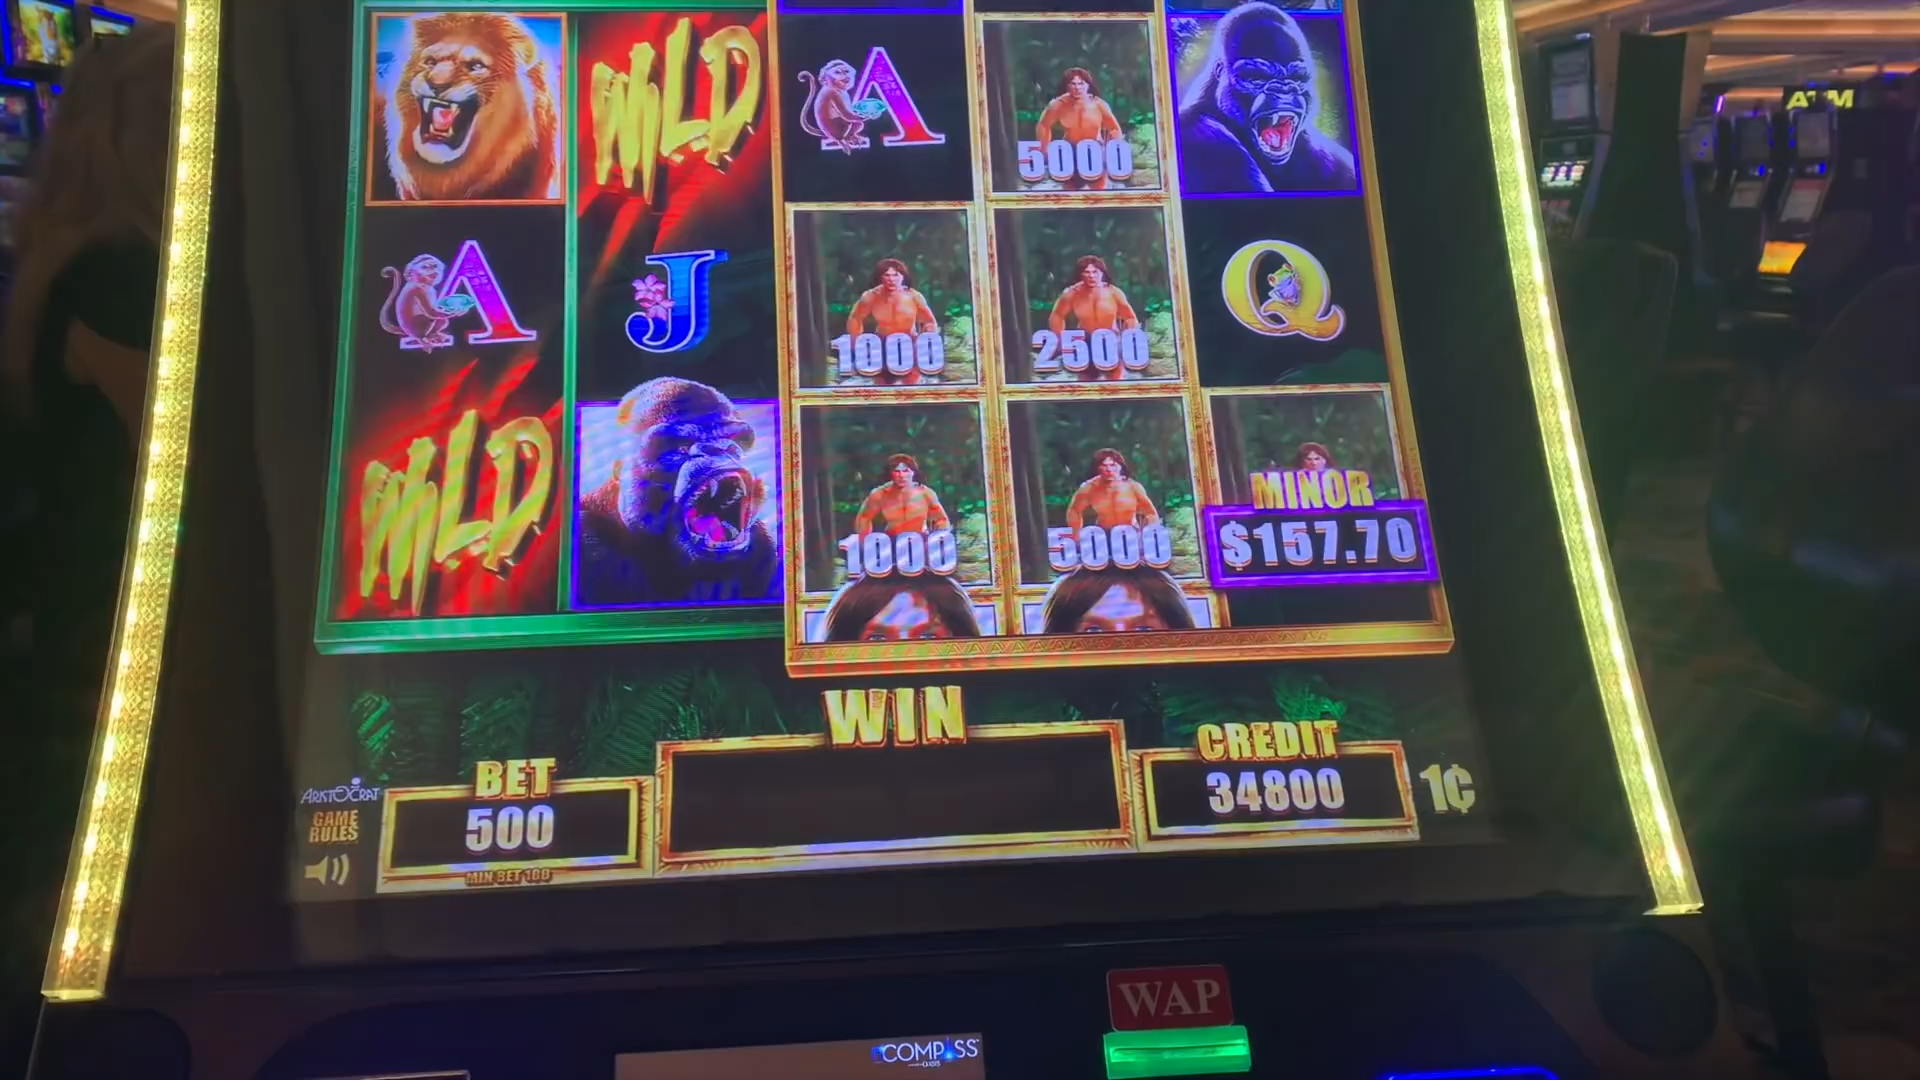 WILD
A
5000
ATM
A
J
1000
2500
Q
WILD
1000
5000
MINOR
$157.70
WIN
BET
500
MIN BET 100
CREDIT
34800
1¢
ARISTOCRAT
GAME
RULES
WAP
COMPASS